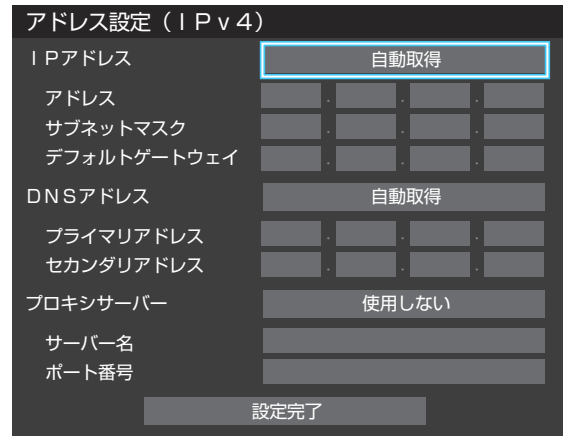 アドレス設定（ＩＰｖ４）
ＩＰアドレス 自動取得
アドレス . . .
サブネットマスク . . .
デフォルトゲートウェイ . . .
ＤＮＳアドレス 自動取得
プライマリアドレス . . .
セカンダリアドレス . . .
プロキシサーバー 使用しない
サーバー名
ポート番号
設定完了